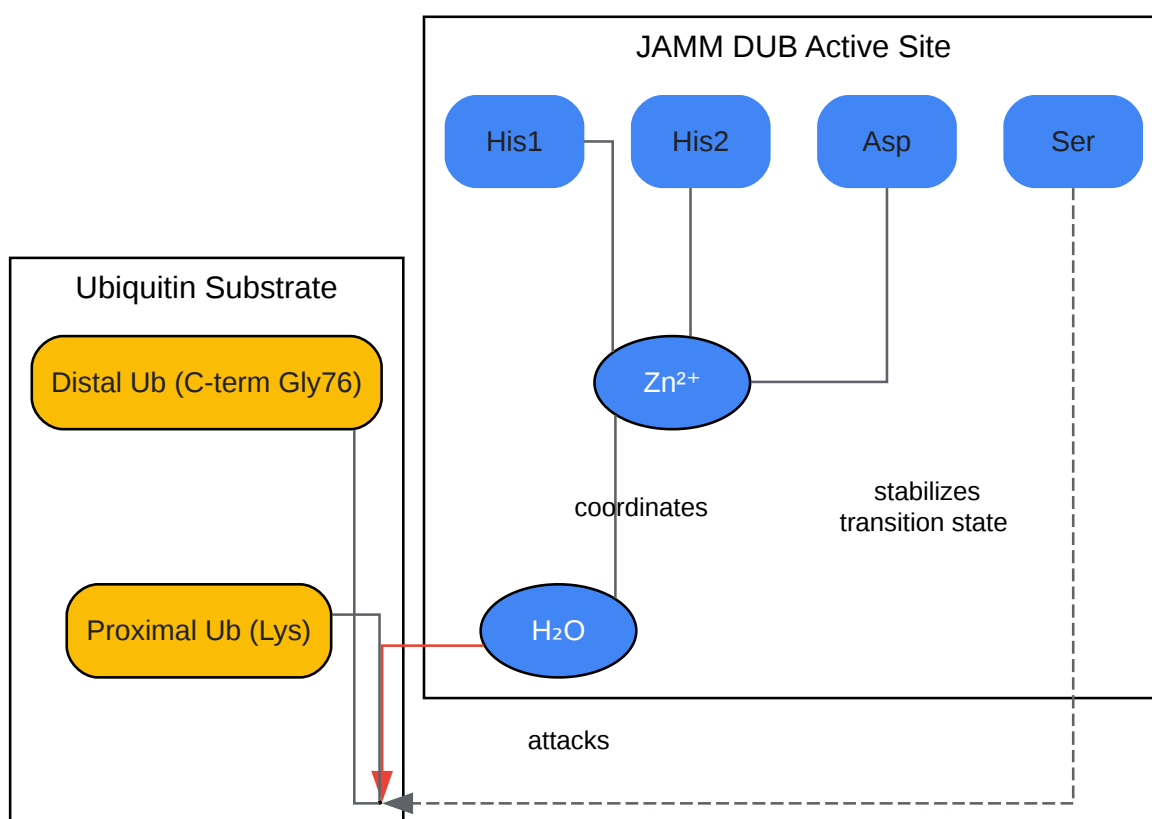 JAMM DUB Active Site
His1
His2
Asp
Ser
Ubiquitin Substrate
Distal Ub (C-term Gly76)
Zn²⁺
coordinates
stabilizes
transition state
Proximal Ub (Lys)
H₂O
attacks